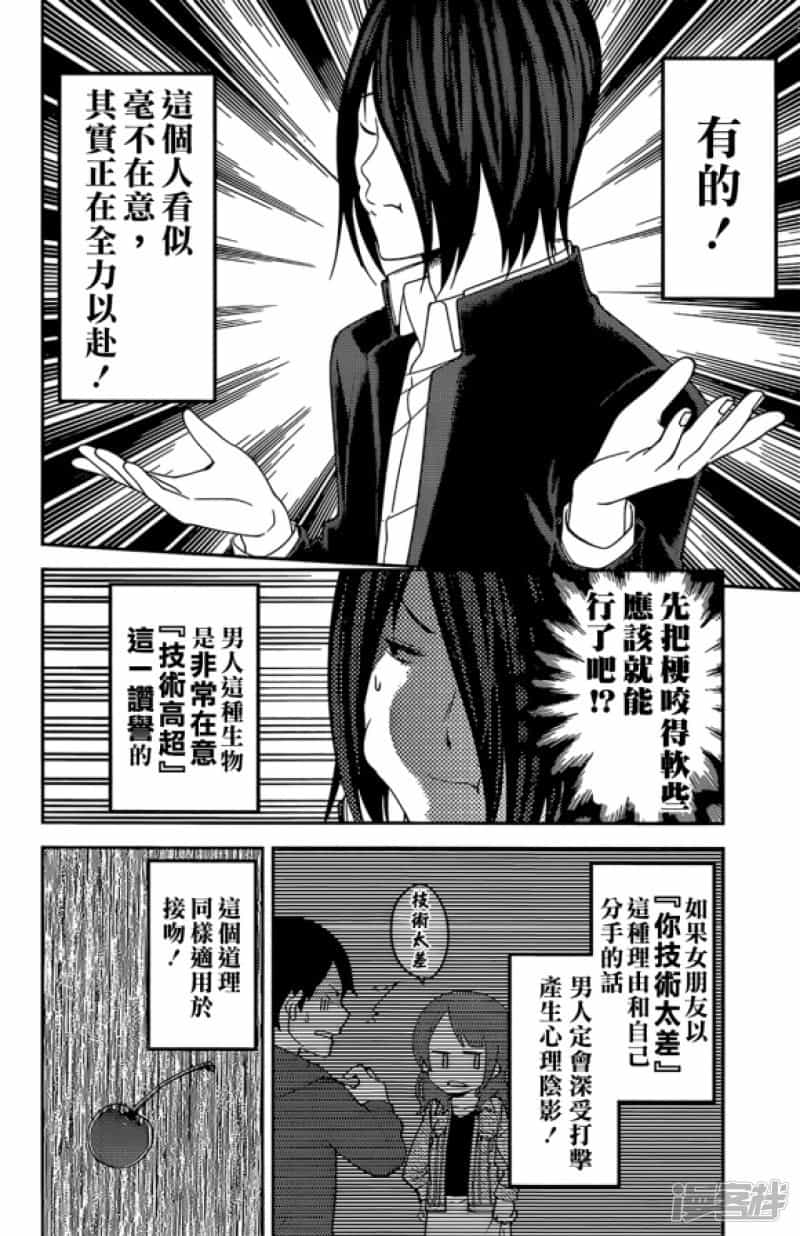 有的！
這個人看似
毫不在意，
其實正在全力以赴！
先把梗咬得軟些
應該就能
行了吧!?
男人這種生物
是非常在意
『技術高超』
這一讚譽的
如果女朋友以
『你技術太差』
這種理由和自己
分手的話
男人定會深受打擊
產生心理陰影！
技術太差
這個道理
同樣適用於
接吻！
漫客棧